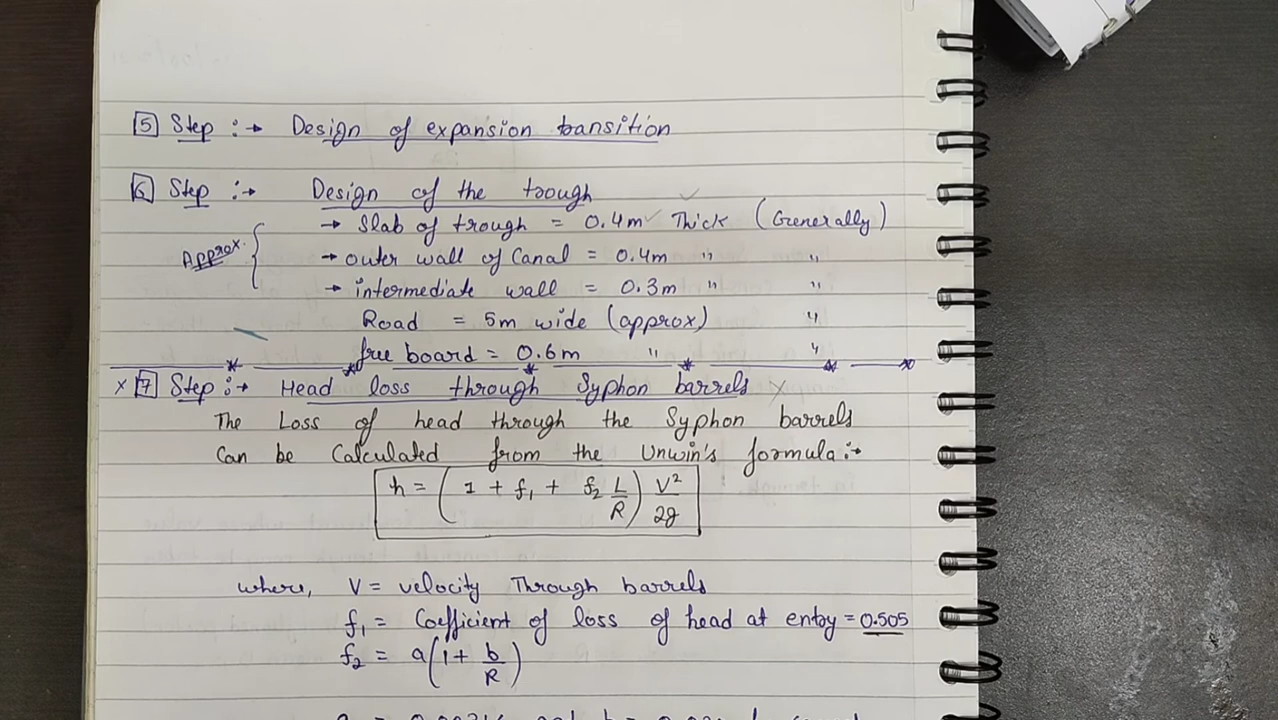 5 Step :→ Design of expansion transition
6 Step :→ Design of the trough
→ Slab of trough = 0.4m Thick (Generally)
Approx. { → outer wall of Canal = 0.4m " "
→ intermediate wall = 0.3m " "
Road = 5m wide (approx) "
free board = 0.6m " "
x 7 Step :→ Head loss through Syphon barrels x
The Loss of head through the Syphon barrels
Can be Calculated from the Unwin's formula :→
h = (1 + f₁ + f₂ L/R) V²/2g
where, V = velocity Through barrels
f₁ = Coefficient of loss of head at entry = 0.505
f₂ = a(1 + b/R)